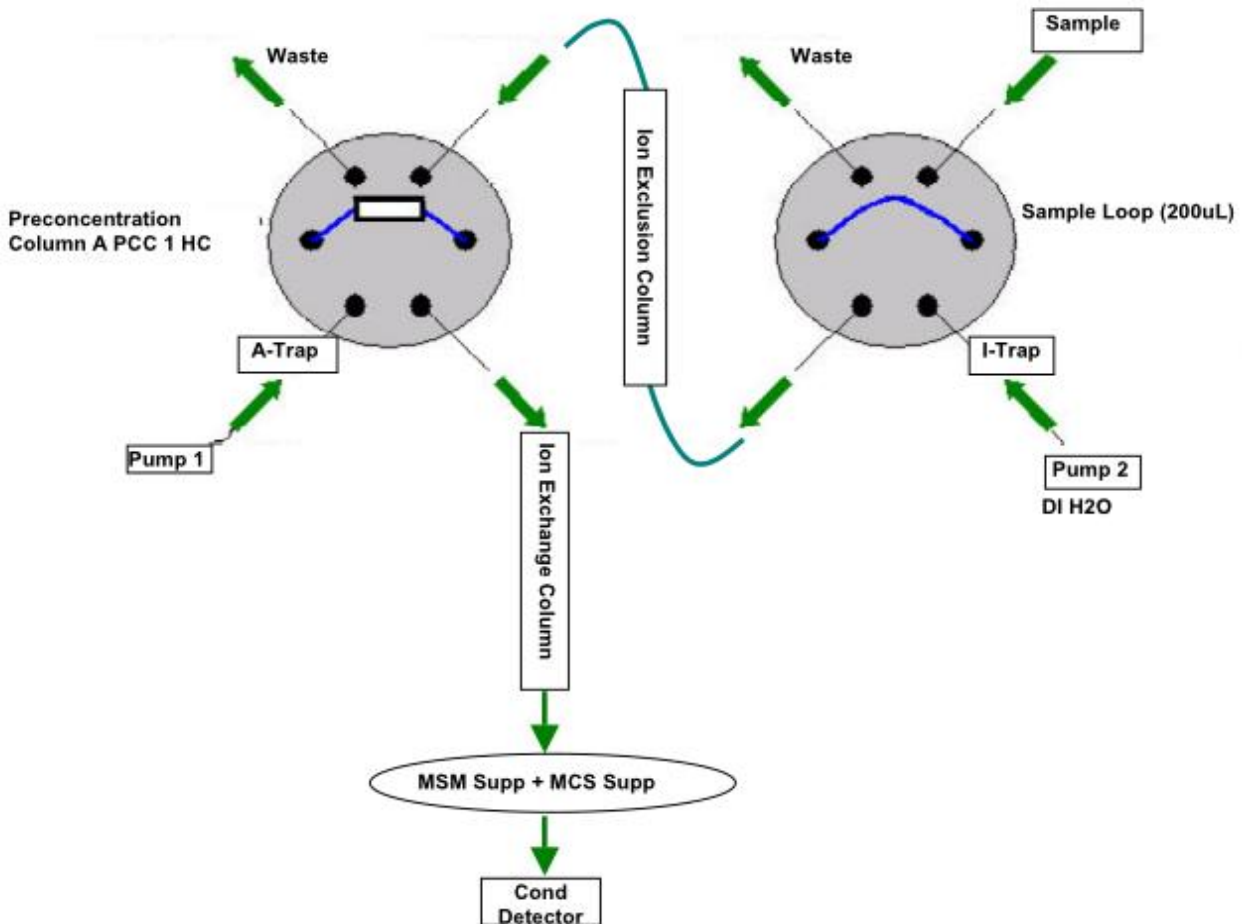 Sample
Waste
Waste
Ion Exclusion Column
Preconcentration
Column A PCC 1 HC
Sample Loop (200uL)
A-Trap
I-Trap
Pump 1
Pump 2
DI H2O
Ion Exchange Column
MSM Supp + MCS Supp
Cond
Detector